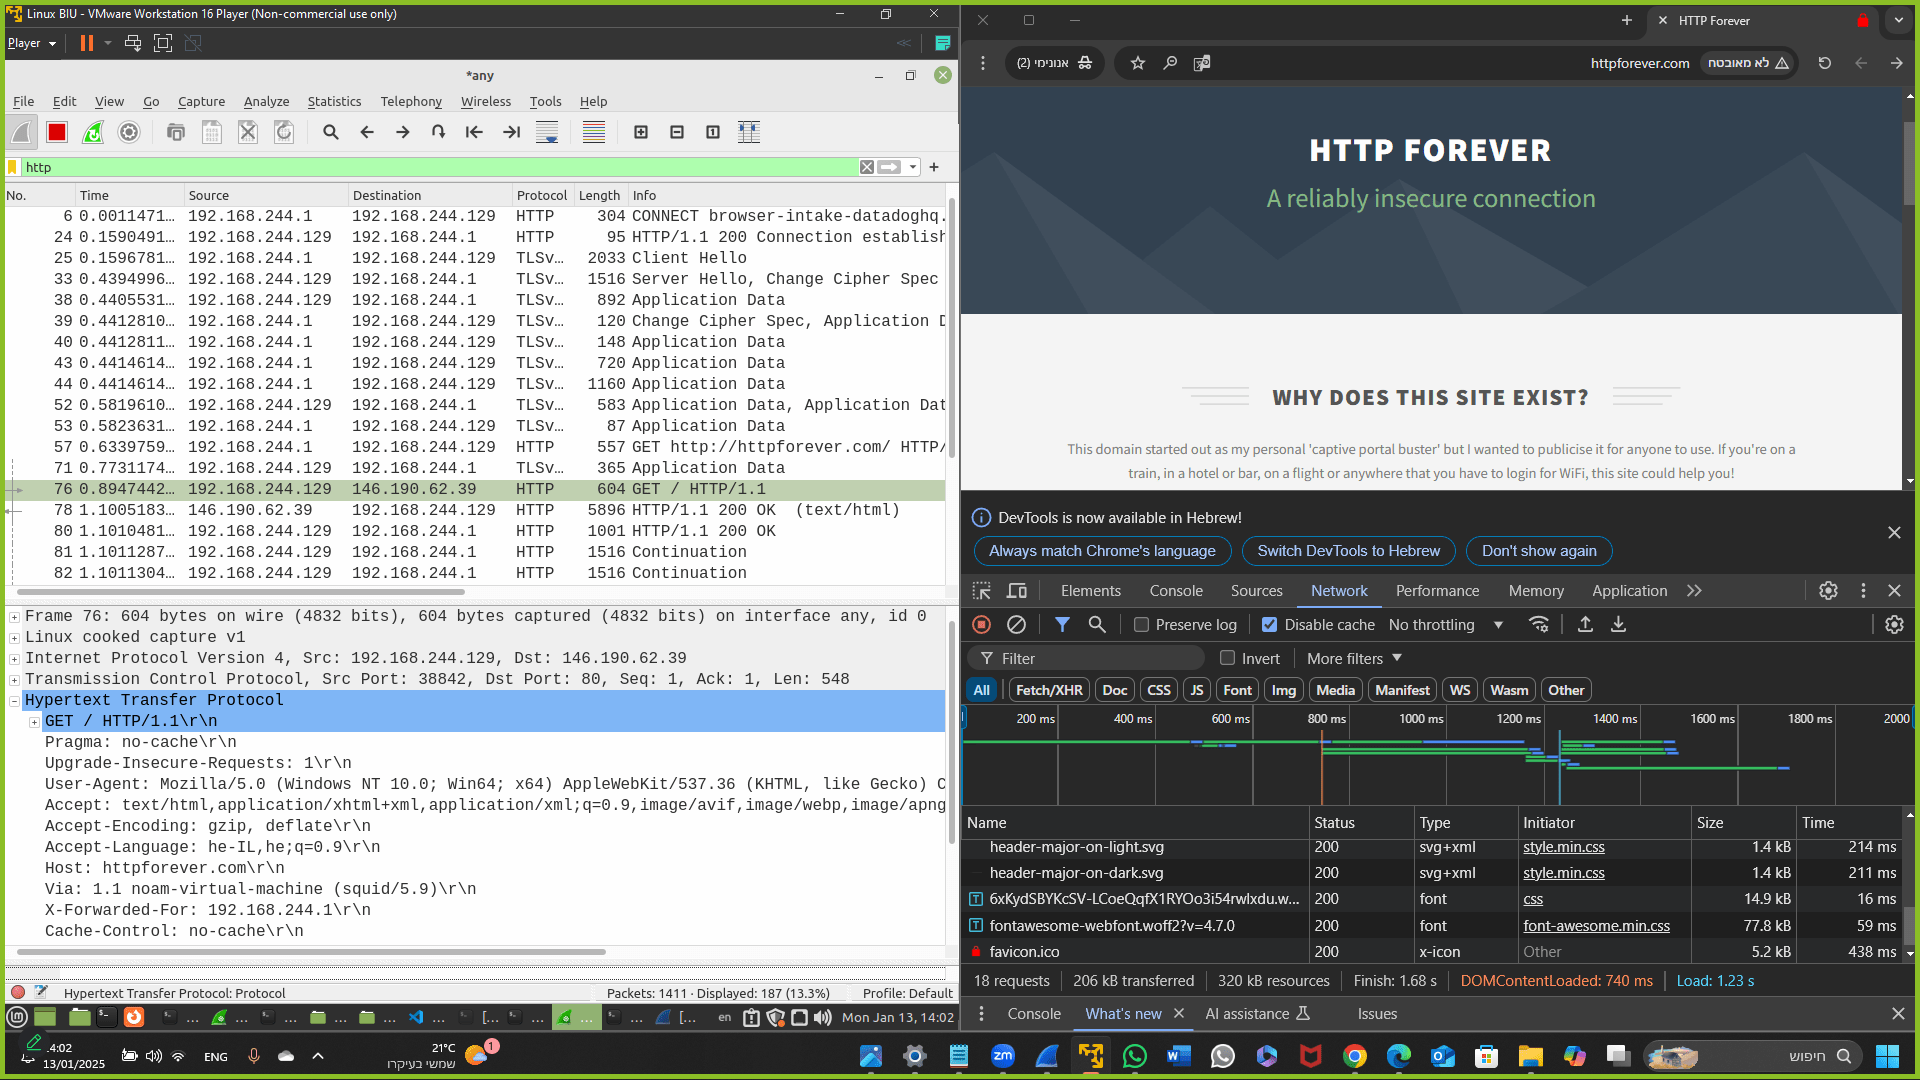 Linux BIU - VMware Workstation 16 Player (Non-commercial use only)
Player
*any
File Edit View Go Capture Analyze Statistics Telephony Wireless Tools Help
http
No. Time Source Destination Protocol Length Info
6 0.0011471… 192.168.244.1 192.168.244.129 HTTP 304 CONNECT browser-intake-datadoghq.
24 0.1590491… 192.168.244.129 192.168.244.1 HTTP 95 HTTP/1.1 200 Connection establish
25 0.1596781… 192.168.244.1 192.168.244.129 TLSv… 2033 Client Hello
33 0.4394996… 192.168.244.129 192.168.244.1 TLSv… 1516 Server Hello, Change Cipher Spec
38 0.4405531… 192.168.244.129 192.168.244.1 TLSv… 892 Application Data
39 0.4412810… 192.168.244.1 192.168.244.129 TLSv… 120 Change Cipher Spec, Application D
40 0.4412811… 192.168.244.1 192.168.244.129 TLSv… 148 Application Data
43 0.4414614… 192.168.244.1 192.168.244.129 TLSv… 720 Application Data
44 0.4414614… 192.168.244.1 192.168.244.129 TLSv… 1160 Application Data
52 0.5819610… 192.168.244.129 192.168.244.1 TLSv… 583 Application Data, Application Dat
53 0.5823631… 192.168.244.1 192.168.244.129 TLSv… 87 Application Data
57 0.6339759… 192.168.244.1 192.168.244.129 HTTP 557 GET http://httpforever.com/ HTTP/
71 0.7731174… 192.168.244.129 192.168.244.1 TLSv… 365 Application Data
76 0.8947442… 192.168.244.129 146.190.62.39 HTTP 604 GET / HTTP/1.1
78 1.1005183… 146.190.62.39 192.168.244.129 HTTP 5896 HTTP/1.1 200 OK (text/html)
80 1.1010481… 192.168.244.129 192.168.244.1 HTTP 1001 HTTP/1.1 200 OK
81 1.1011287… 192.168.244.129 192.168.244.1 HTTP 1516 Continuation
82 1.1011304… 192.168.244.129 192.168.244.1 HTTP 1516 Continuation
Frame 76: 604 bytes on wire (4832 bits), 604 bytes captured (4832 bits) on interface any, id 0
Linux cooked capture v1
Internet Protocol Version 4, Src: 192.168.244.129, Dst: 146.190.62.39
Transmission Control Protocol, Src Port: 38842, Dst Port: 80, Seq: 1, Ack: 1, Len: 548
Hypertext Transfer Protocol
GET / HTTP/1.1\r\n
Pragma: no-cache\r\n
Upgrade-Insecure-Requests: 1\r\n
User-Agent: Mozilla/5.0 (Windows NT 10.0; Win64; x64) AppleWebKit/537.36 (KHTML, like Gecko) C
Accept: text/html,application/xhtml+xml,application/xml;q=0.9,image/avif,image/webp,image/apng
Accept-Encoding: gzip, deflate\r\n
Accept-Language: he-IL,he;q=0.9\r\n
Host: httpforever.com\r\n
Via: 1.1 noam-virtual-machine (squid/5.9)\r\n
X-Forwarded-For: 192.168.244.1\r\n
Cache-Control: no-cache\r\n
Hypertext Transfer Protocol: Protocol
Packets: 1411 · Displayed: 187 (13.3%)
Profile: Default
… … … … … … […  … … […
en
Mon Jan 13, 14:02
HTTP Forever
אנונימי (2)
httpforever.com
לא מאובטח
HTTP FOREVER
A reliably insecure connection
WHY DOES THIS SITE EXIST?
This domain started out as my personal 'captive portal buster' but I wanted to publicise it for anyone to use. If you're on a
train, in a hotel or bar, on a flight or anywhere that you have to login for WiFi, this site could help you!
DevTools is now available in Hebrew!
Always match Chrome's language
Switch DevTools to Hebrew
Don't show again
Elements Console Sources Network Performance Memory Application
Preserve log Disable cache No throttling
Filter Invert More filters
All Fetch/XHR Doc CSS JS Font Img Media Manifest WS Wasm Other
200 ms 400 ms 600 ms 800 ms 1000 ms 1200 ms 1400 ms 1600 ms 1800 ms 2000
Name Status Type Initiator Size Time
header-major-on-light.svg 200 svg+xml style.min.css 1.4 kB 214 ms
header-major-on-dark.svg 200 svg+xml style.min.css 1.4 kB 211 ms
6xKydSBYKcSV-LCoeQqfX1RYOo3i54rwlxdu.w... 200 font css 14.9 kB 16 ms
fontawesome-webfont.woff2?v=4.7.0 200 font font-awesome.min.css 77.8 kB 59 ms
favicon.ico 200 x-icon Other 5.2 kB 438 ms
18 requests 206 kB transferred 320 kB resources Finish: 1.68 s DOMContentLoaded: 740 ms Load: 1.23 s
Console What's new AI assistance Issues
14:02
13/01/2025
ENG
21°C
שמשי בעיקרו
1
zm
חיפוש